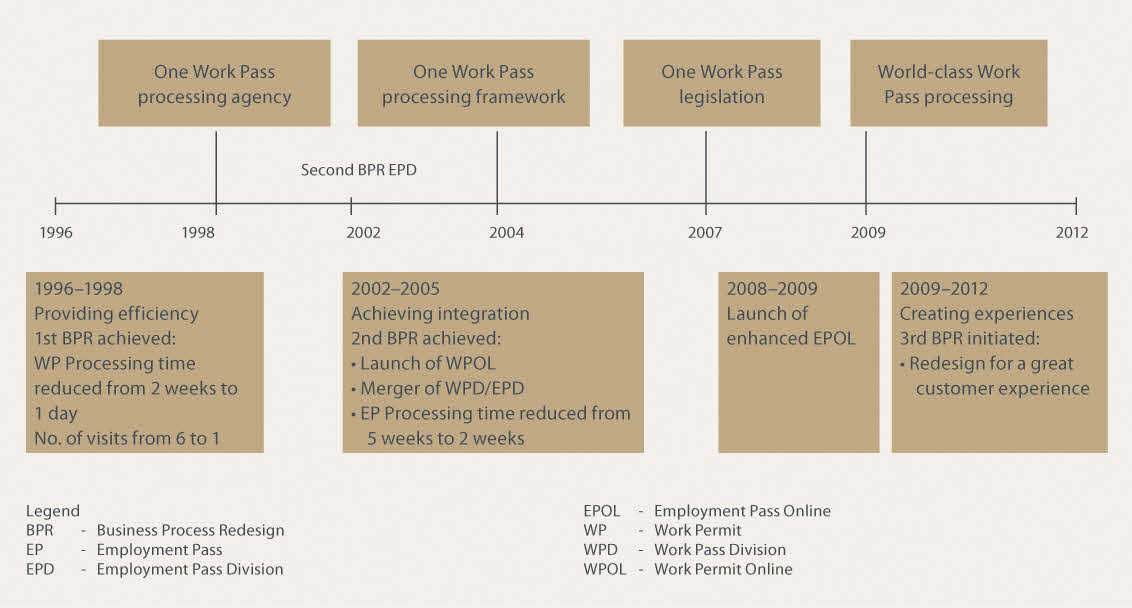 One Work Pass
processing agency
One Work Pass
processing framework
One Work Pass
legislation
World-class Work
Pass processing
Second BPR EPD
1996
1998
2002
2004
2007
2009
2012
1996–1998
Providing efficiency
1st BPR achieved:
WP Processing time
reduced from 2 weeks to
1 day
No. of visits from 6 to 1
2002–2005
Achieving integration
2nd BPR achieved:
• Launch of WPOL
• Merger of WPD/EPD
• EP Processing time reduced from
5 weeks to 2 weeks
2008–2009
Launch of
enhanced EPOL
2009–2012
Creating experiences
3rd BPR initiated:
• Redesign for a great
customer experience
Legend
BPR - Business Process Redesign
EP - Employment Pass
EPD - Employment Pass Division
EPOL - Employment Pass Online
WP - Work Permit
WPD - Work Pass Division
WPOL - Work Permit Online